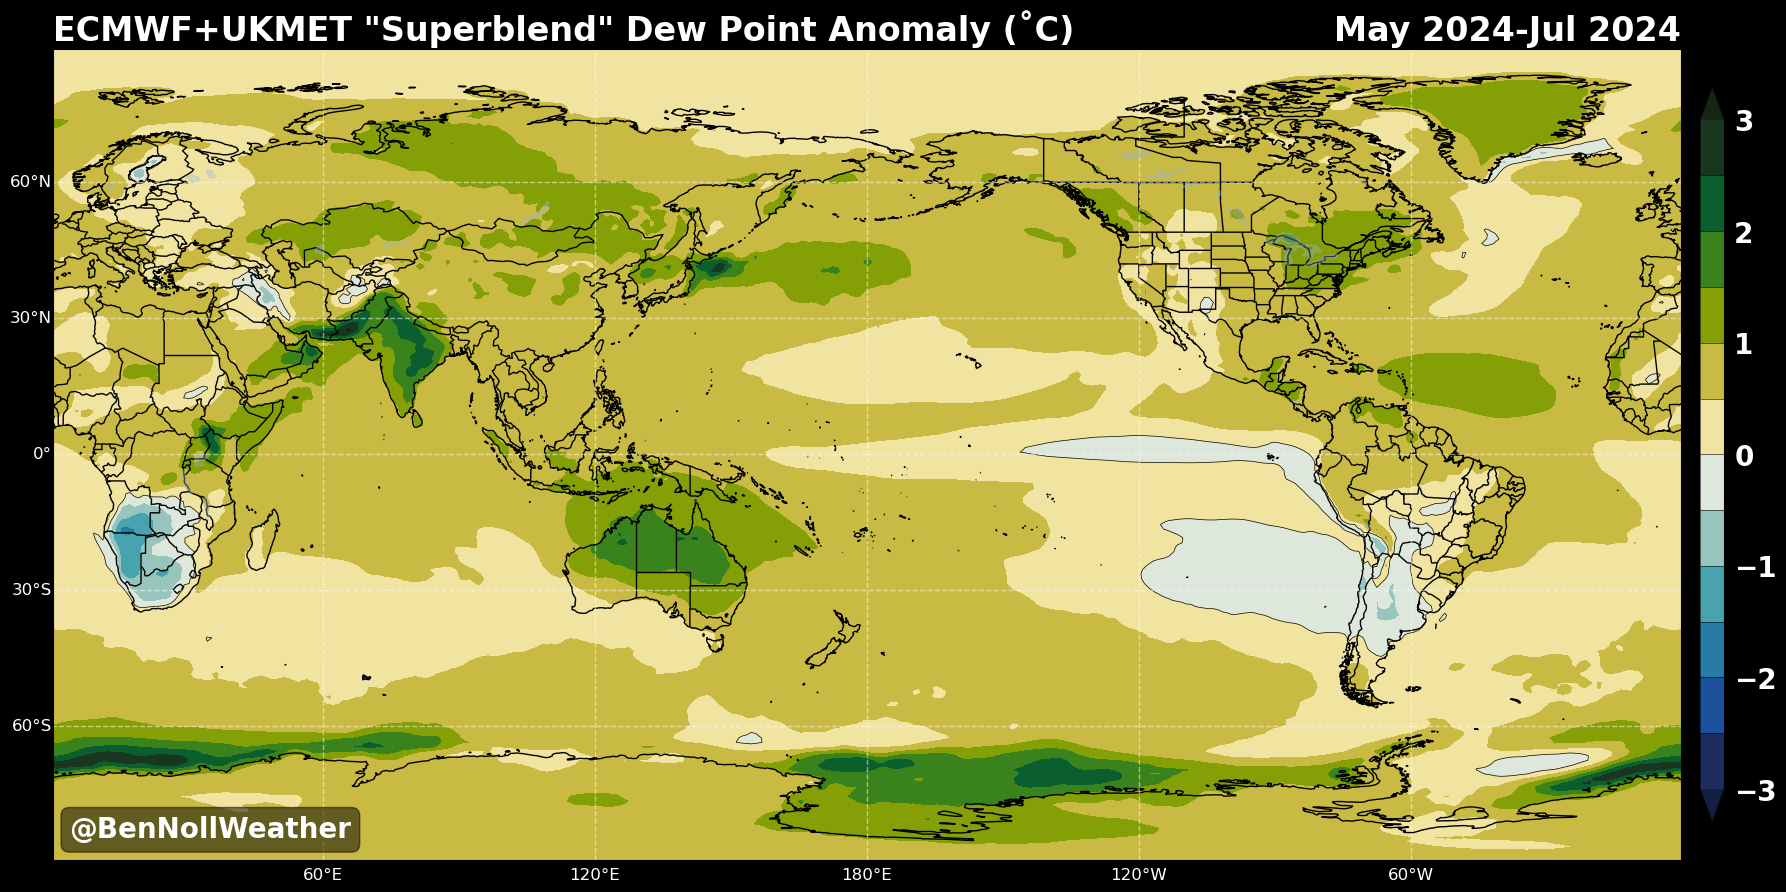 ECMWF+UKMET "Superblend" Dew Point Anomaly (˚C)
May 2024-Jul 2024
60°N
30°N
0°
30°S
60°S
60°E
120°E
180°E
120°W
60°W
3
2
1
0
−1
−2
−3
@BenNollWeather